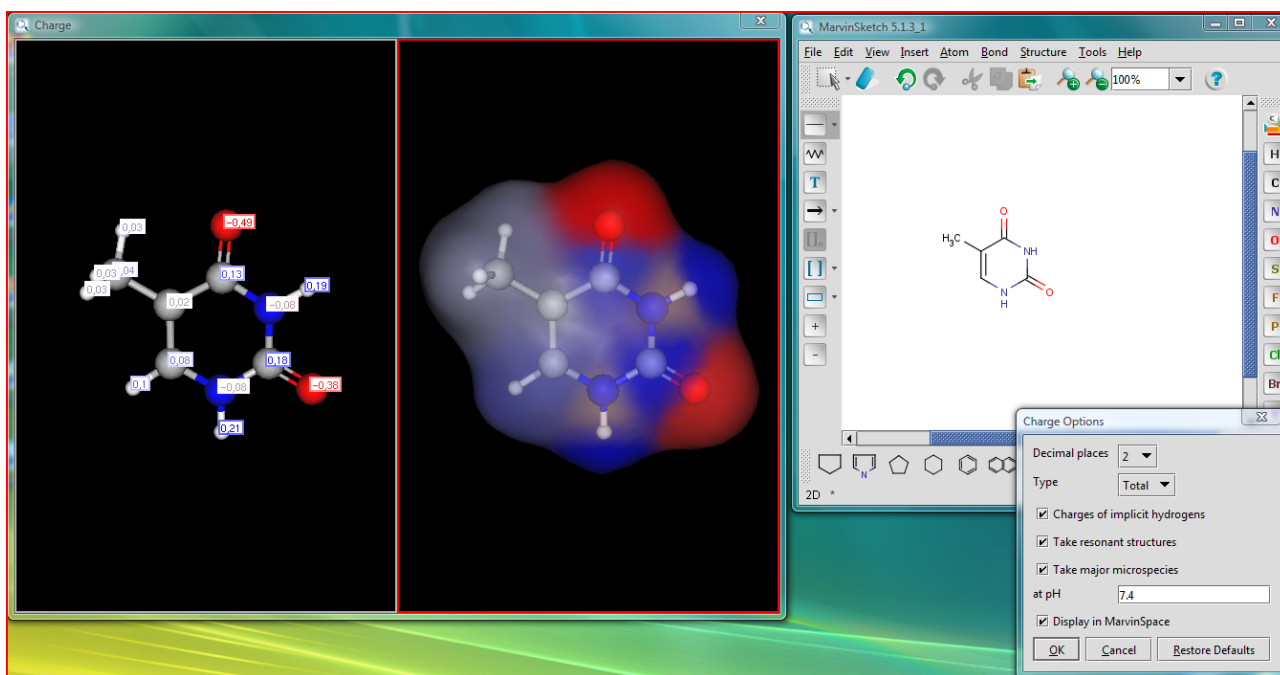 Charge
-0,49
0,03
0,13
0,03
,04
0,03
0,19
0,02
-0,08
0,08
0,18
0,1
-0,08
-0,38
0,21
MarvinSketch 5.1.3_1
File Edit View Insert Atom Bond Structure Tools Help
100%
T
H
C
N
O
S
F
P
Cl
Br
O
H₃C
NH
N
H
O
N
2D *
Charge Options
Decimal places 2
Type Total
Charges of implicit hydrogens
Take resonant structures
Take major microspecies
at pH 7.4
Display in MarvinSpace
OK Cancel Restore Defaults